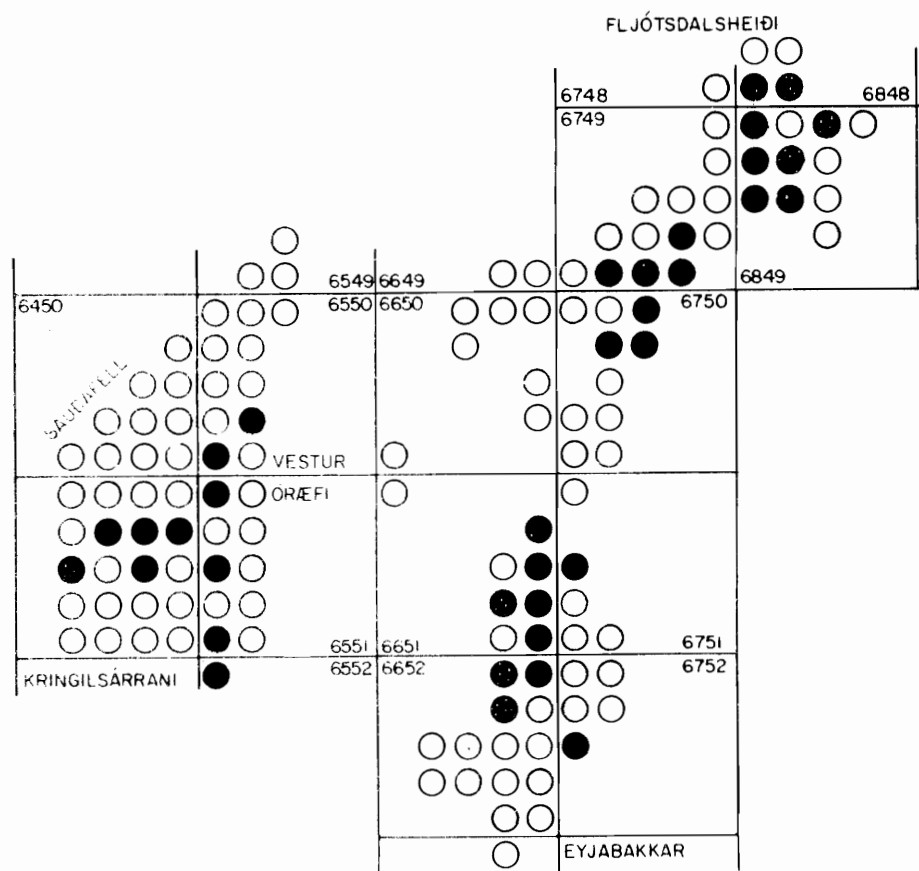 FLJÓTSDALSHEIÐI
6748
6848
6749
6549 6649
6849
6450
6550 6650
6750
SAUÐAFELL
VESTUR
ÖRÆFI
6551 6651
6751
KRINGILSÁRRANI
6552 6652
6752
EYJABAKKAR